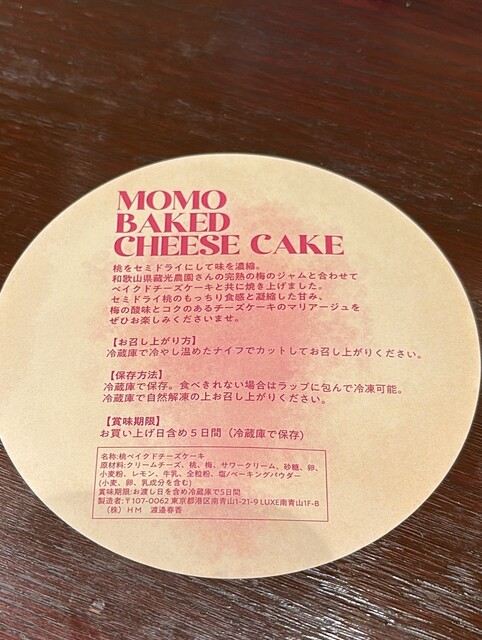 MOMO
BAKED
CHEESE CAKE
桃をセミドライにして味を濃縮。
和歌山県蔵光農園さんの完熟の梅のジャムと合わせて
ベイクドチーズケーキと共に焼き上げました。
セミドライ桃のもっちり食感と凝縮した甘み、
梅の酸味とコクのあるチーズケーキのマリアージュを
ぜひお楽しみくださいませ。
【お召し上がり方】
冷蔵庫で冷やし温めたナイフでカットしてお召し上がりください。
【保存方法】
冷蔵庫で保存。食べきれない場合はラップに包んで冷凍可能。
冷蔵庫で自然解凍の上お召し上がりください。
【賞味期限】
お買い上げ日含め５日間（冷蔵庫で保存）
名称:桃ベイクドチーズケーキ
原材料:クリームチーズ、桃、梅、サワークリーム、砂糖、卵、
小麦粉、レモン、牛乳、全粒粉、塩/ベーキングパウダー
(小麦、卵、乳成分を含む)
賞味期限:お渡し日を含め冷蔵庫で5日間
製造者:〒107-0062 東京都港区南青山1-21-9 LUXE南青山1F-B
（株）ＨＭ　渡邉春香